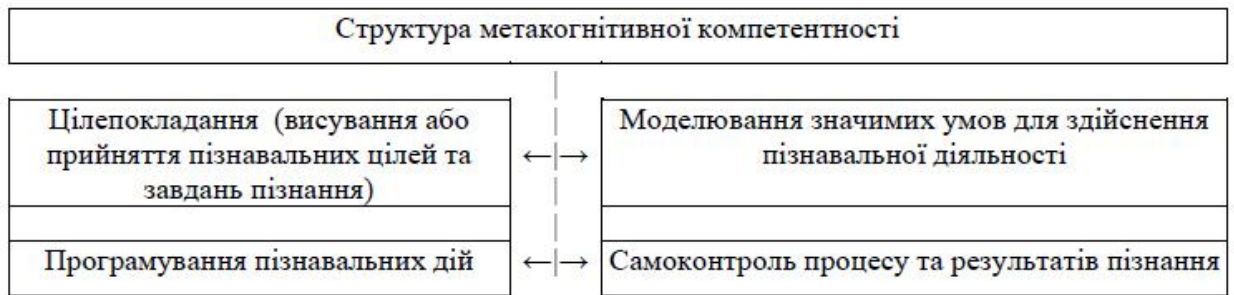 Структура метакогнітивної компетентності
Цілепокладання (висування або
прийняття пізнавальних цілей та
завдань пізнання)
←|→
Моделювання значимих умов для здійснення
пізнавальної діяльності
Програмування пізнавальних дій
←|→
Самоконтроль процесу та результатів пізнання